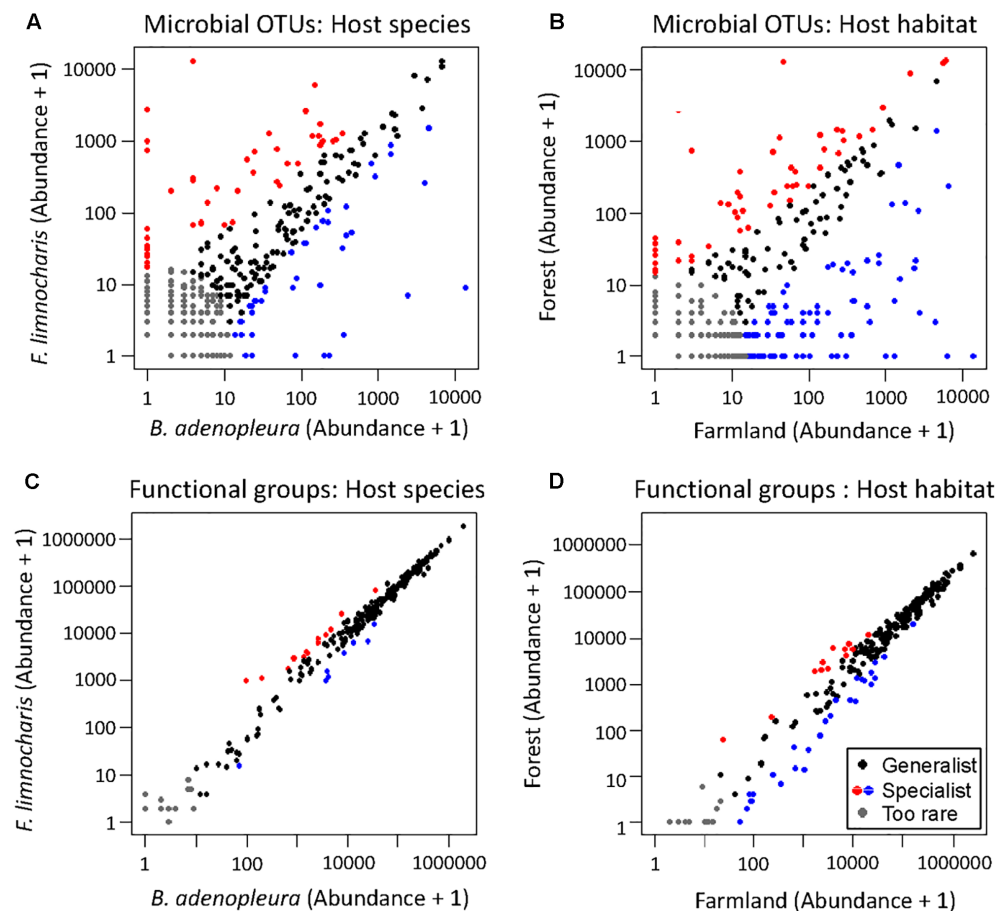 A
Microbial OTUs: Host species
F. limnocharis (Abundance + 1)
10000
1000
100
10
1
1
10
100
1000
10000
B. adenopleura (Abundance + 1)
B
Microbial OTUs: Host habitat
Forest (Abundance + 1)
10000
1000
100
10
1
1
10
100
1000
10000
Farmland (Abundance + 1)
C
Functional groups: Host species
F. limnocharis (Abundance + 1)
1000000
100000
10000
1000
100
10
1
1
100
10000
1000000
B. adenopleura (Abundance + 1)
D
Functional groups : Host habitat
Forest (Abundance + 1)
1000000
100000
10000
1000
100
10
1
1
100
10000
1000000
Farmland (Abundance + 1)
Generalist
Specialist
Too rare